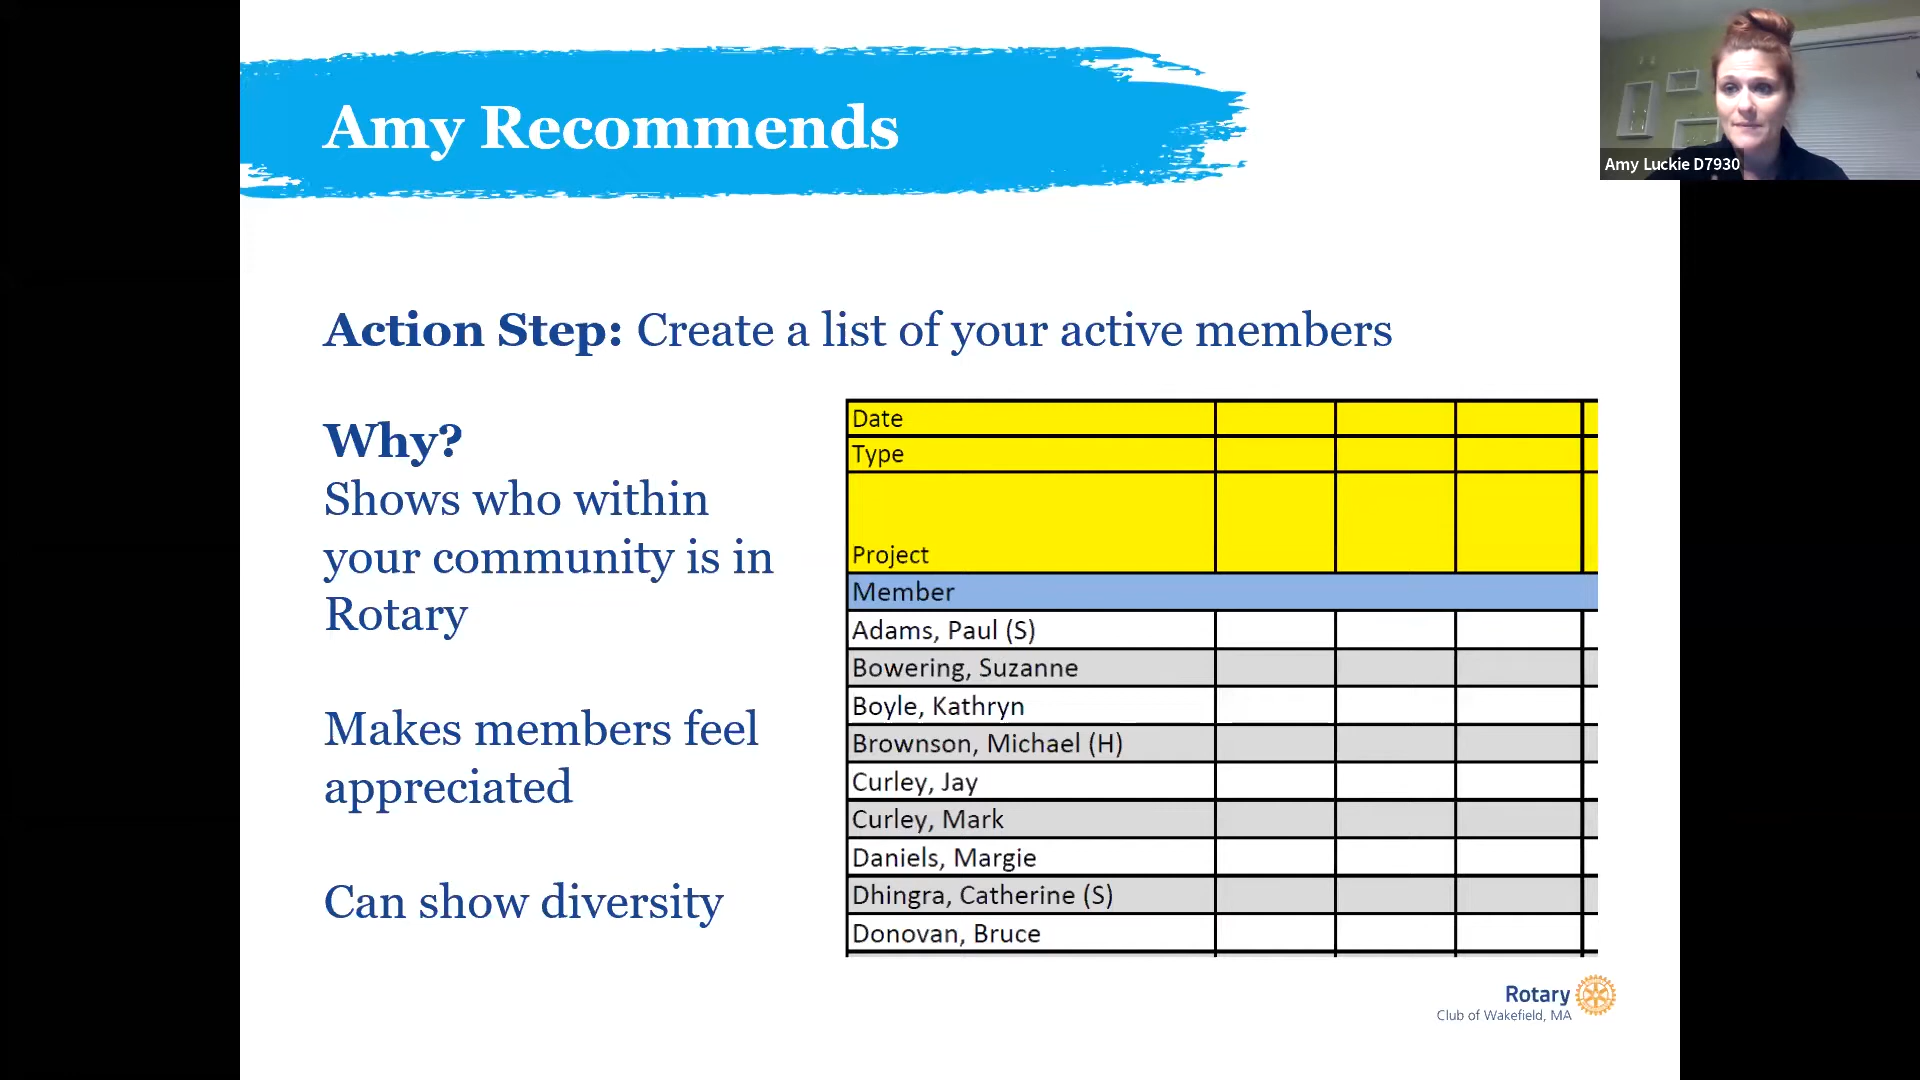 Amy Recommends
Amy Luckie D7930
Action Step: Create a list of your active members
Why?
Shows who within
your community is in
Rotary
Makes members feel
appreciated
Can show diversity
Date
Type
Project
Member
Adams, Paul (S)
Bowering, Suzanne
Boyle, Kathryn
Brownson, Michael (H)
Curley, Jay
Curley, Mark
Daniels, Margie
Dhingra, Catherine (S)
Donovan, Bruce
Rotary
Club of Wakefield, MA